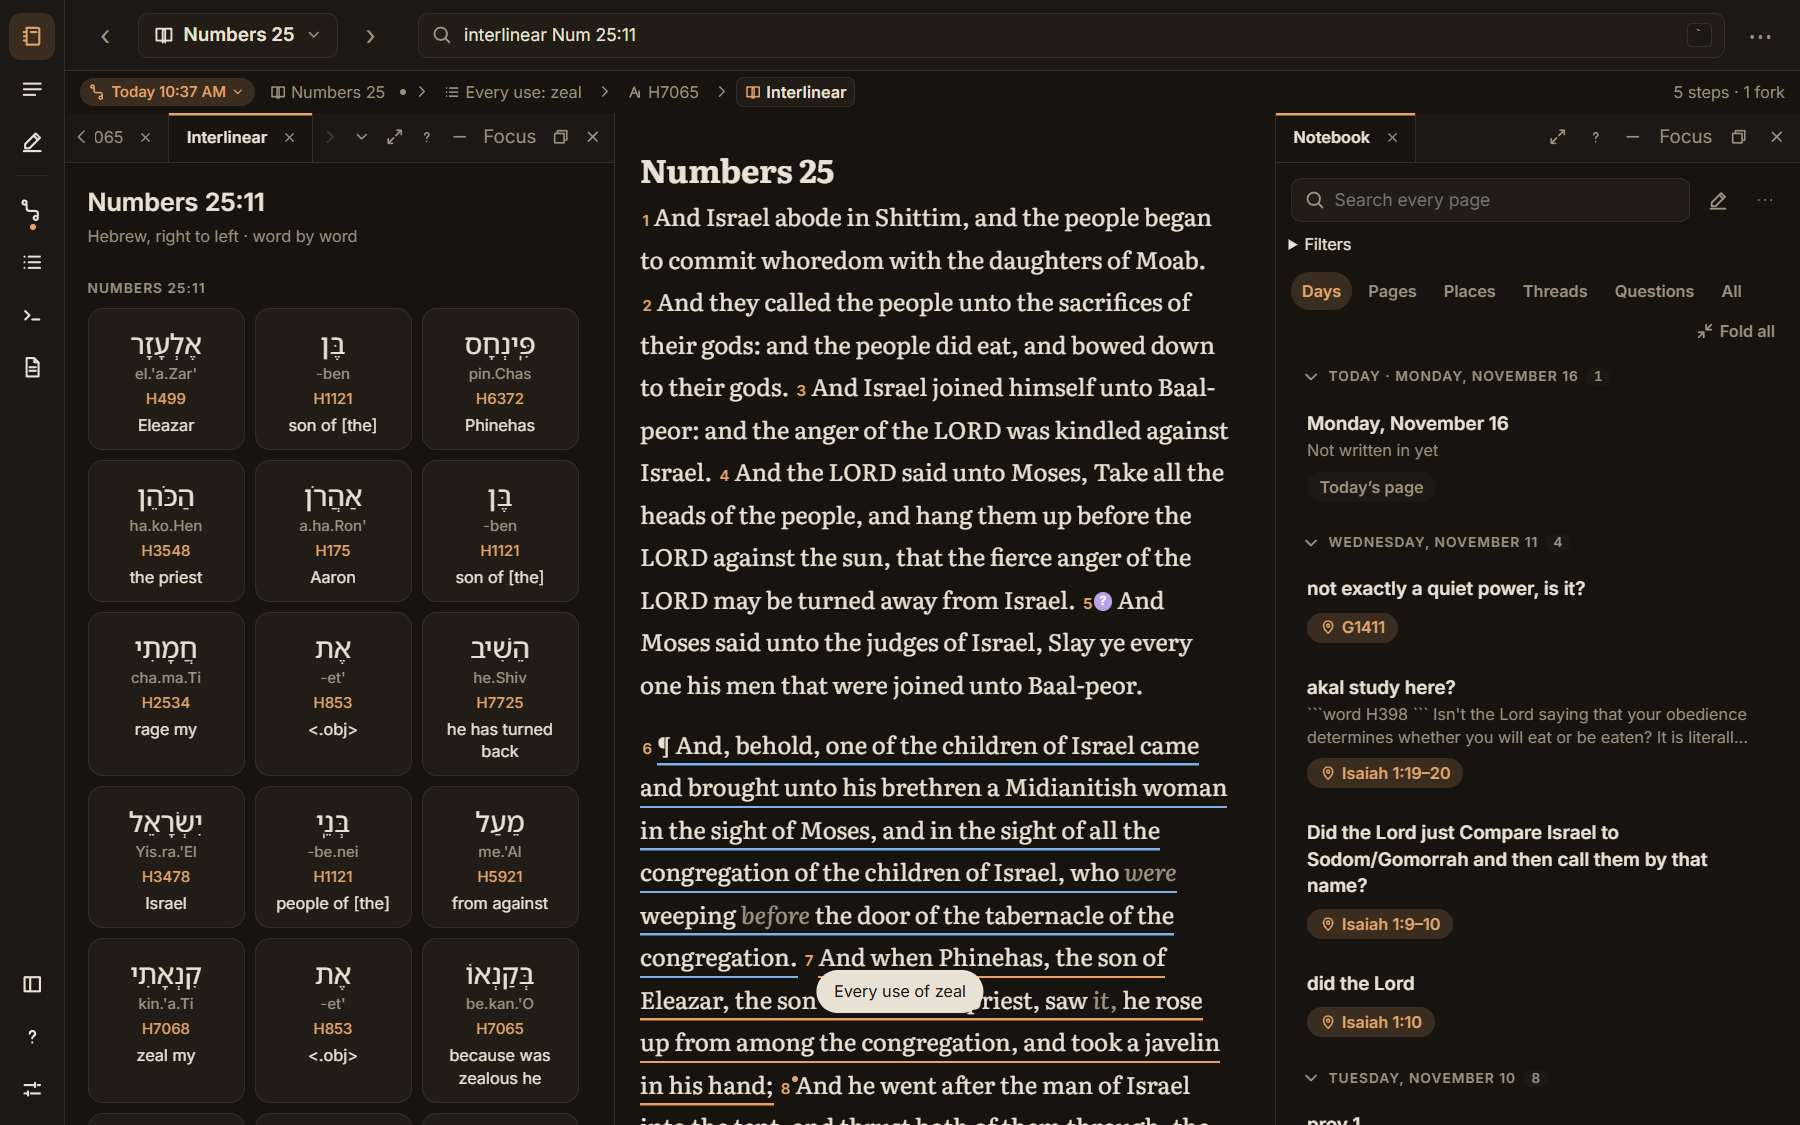 Numbers 25
interlinear Num 25:11
`
Today 10:37 AM
Numbers 25
Every use: zeal
H7065
Interlinear
5 steps · 1 fork
065
Interlinear
?
Focus
Numbers 25:11
Hebrew, right to left · word by word
NUMBERS 25:11
פִּֽינְחָס
pin.Chas
H6372
Phinehas
בֶּן
-ben
H1121
son of [the]
אֶלְעָזָר
el.'a.Zar'
H499
Eleazar
בֶּן
-ben
H1121
son of [the]
אַהֲרֹן
a.ha.Ron'
H175
Aaron
הַכֹּהֵן
ha.ko.Hen
H3548
the priest
הֵשִׁיב
he.Shiv
H7725
he has turned
back
אֶת
-et'
H853
<.obj>
חֲמָתִי
cha.ma.Ti
H2534
rage my
מֵעַל
me.'Al
H5921
from against
בְּנֵֽי
-be.nei
H1121
people of [the]
יִשְׂרָאֵל
Yis.ra.'El
H3478
Israel
בְּקַנְאוֹ
be.kan.'O
H7065
because was
zealous he
אֶת
-et'
H853
<.obj>
קִנְאָתִי
kin.'a.Ti
H7068
zeal my
Numbers 25
1 And Israel abode in Shittim, and the people began
to commit whoredom with the daughters of Moab.
2 And they called the people unto the sacrifices of
their gods: and the people did eat, and bowed down
to their gods. 3 And Israel joined himself unto Baal-
peor: and the anger of the LORD was kindled against
Israel. 4 And the LORD said unto Moses, Take all the
heads of the people, and hang them up before the
LORD against the sun, that the fierce anger of the
LORD may be turned away from Israel. 5 ? And
Moses said unto the judges of Israel, Slay ye every
one his men that were joined unto Baal-peor.
6 ¶ And, behold, one of the children of Israel came
and brought unto his brethren a Midianitish woman
in the sight of Moses, and in the sight of all the
congregation of the children of Israel, who were
weeping before the door of the tabernacle of the
congregation. 7 And when Phinehas, the son of
Eleazar, the son priest, saw it, he rose
Every use of zeal
up from among the congregation, and took a javelin
in his hand; 8 And he went after the man of Israel
into the tent, and thrust both of them through, the
Notebook
?
Focus
Search every page
Filters
Days
Pages
Places
Threads
Questions
All
Fold all
TODAY · MONDAY, NOVEMBER 16 1
Monday, November 16
Not written in yet
Today’s page
WEDNESDAY, NOVEMBER 11 4
not exactly a quiet power, is it?
G1411
akal study here?
```word H398 ``` Isn't the Lord saying that your obedience
determines whether you will eat or be eaten? It is literall...
Isaiah 1:19–20
Did the Lord just Compare Israel to
Sodom/Gomorrah and then call them by that
name?
Isaiah 1:9–10
did the Lord
Isaiah 1:10
TUESDAY, NOVEMBER 10 8
prov 1
?